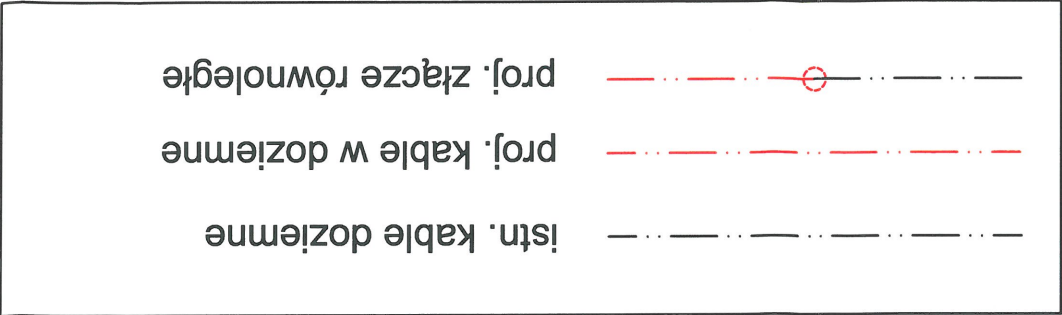 istn. kable doziemne
proj. kable w doziemne
proj. złącze równoległe